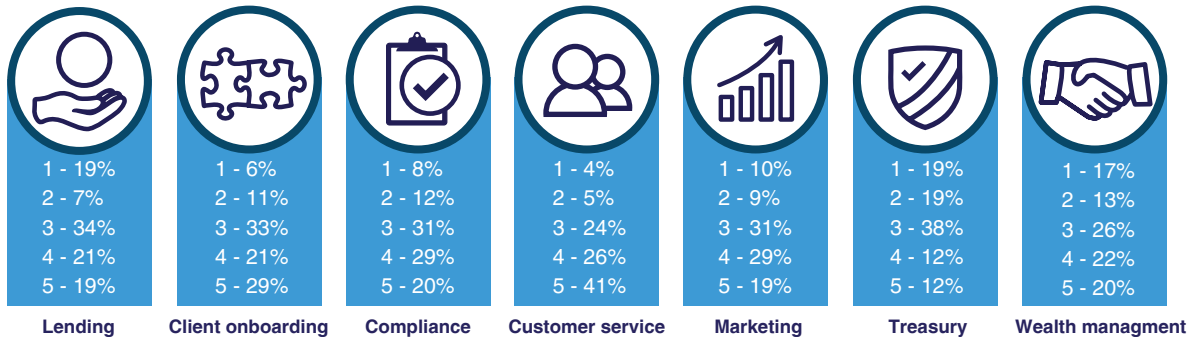 1 - 19%
2 - 7%
3 - 34%
4 - 21%
5 - 19%
Lending
1 - 6%
2 - 11%
3 - 33%
4 - 21%
5 - 29%
Client onboarding
1 - 8%
2 - 12%
3 - 31%
4 - 29%
5 - 20%
Compliance
1 - 4%
2 - 5%
3 - 24%
4 - 26%
5 - 41%
Customer service
1 - 10%
2 - 9%
3 - 31%
4 - 29%
5 - 19%
Marketing
1 - 19%
2 - 19%
3 - 38%
4 - 12%
5 - 12%
Treasury
1 - 17%
2 - 13%
3 - 26%
4 - 22%
5 - 20%
Wealth managment